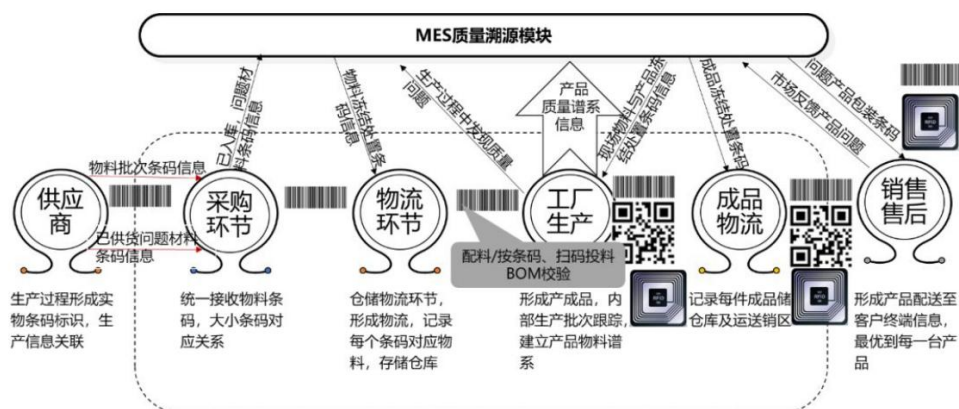 MES质量溯源模块
已入库，问题材
料条码信息
物料冻结处置条
码信息
生产过程中发现质量
问题
产品
质量谱系
信息
现场物料与产品冻
结处置条码信息
成品冻结处置条码
问题产品包装条码
市场反馈产品问题
物料批次条码信息
已供货问题材料
条码信息
供应
商
采购
环节
物流
环节
工厂
生产
成品
物流
销售
售后
配料/按条码、扫码投料
BOM校验
生产过程形成实
物条码标识，生
产信息关联
统一接收物料条
码，大小条码对
应关系
仓储物流环节，
形成物流，记录
每个条码对应物
料，存储仓库
形成产成品，内
部生产批次跟踪，
建立产品物料谱
系
记录每件成品储
仓库及运送销区
形成产品配送至
客户终端信息，
最优到每一台产
品